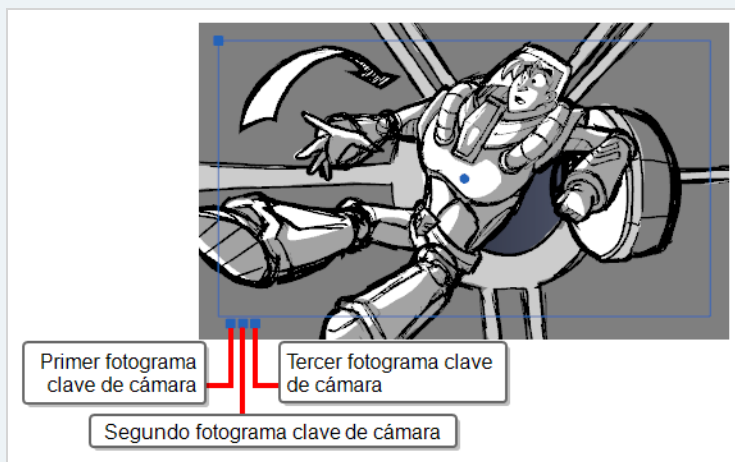 Primer fotograma
clave de cámara
Tercer fotograma clave
de cámara
Segundo fotograma clave de cámara